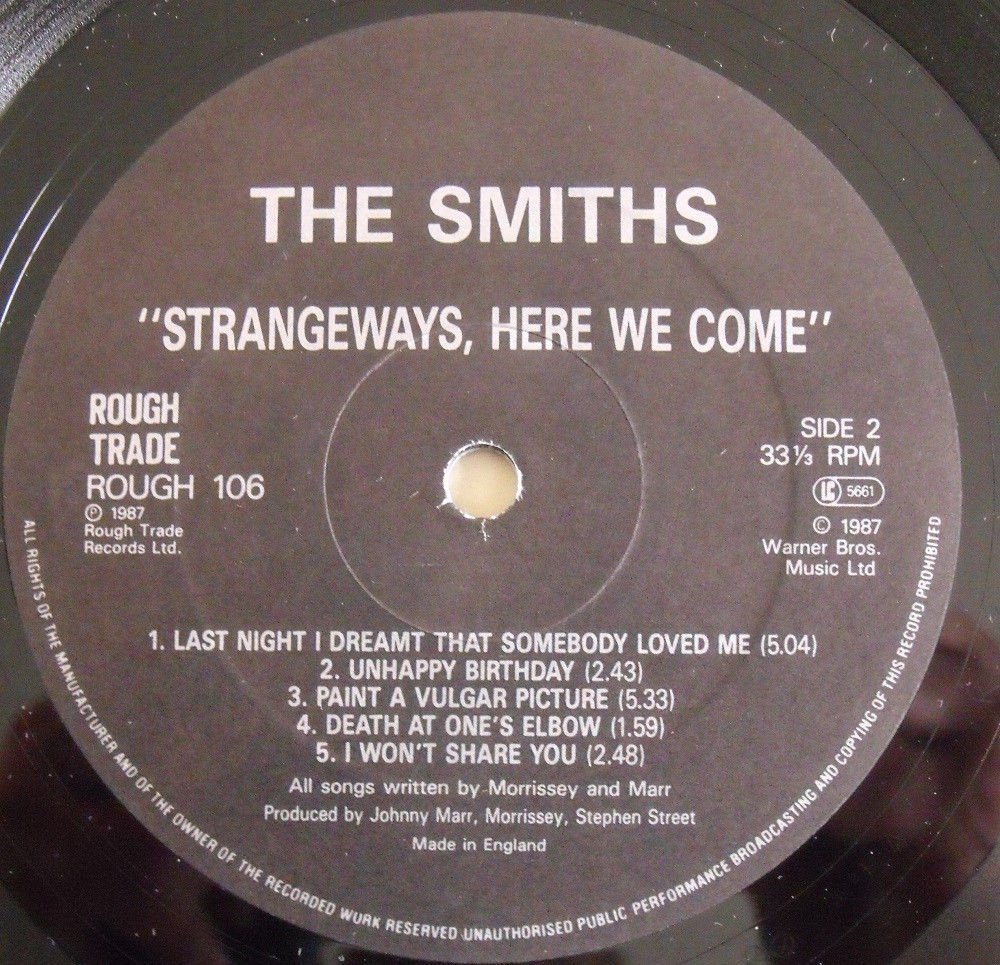 THE SMITHS
"STRANGEWAYS, HERE WE COME"
ROUGH
TRADE
ROUGH 106
℗ 1987
Rough Trade
Records Ltd.
SIDE 2
33⅓ RPM
LC 5661
© 1987
Warner Bros.
Music Ltd
1. LAST NIGHT I DREAMT THAT SOMEBODY LOVED ME (5.04)
2. UNHAPPY BIRTHDAY (2.43)
3. PAINT A VULGAR PICTURE (5.33)
4. DEATH AT ONE'S ELBOW (1.59)
5. I WON'T SHARE YOU (2.48)
All songs written by Morrissey and Marr
Produced by Johnny Marr, Morrissey, Stephen Street
Made in England
ALL RIGHTS OF THE MANUFACTURER AND OF THE OWNER OF THE RECORDED WURK RESERVED UNAUTHORISED PUBLIC PERFORMANCE BROADCASTING AND COPYING OF THIS RECORD PROHIBITED